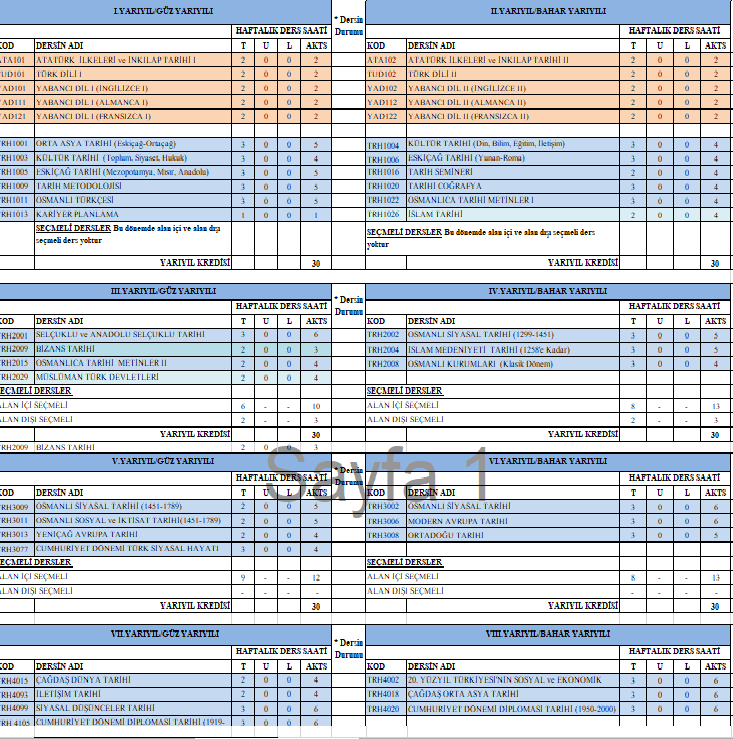 I.YARIYIL/GÜZ YARIYILI
HAFTALIK DERS SAATİ
KOD DERSİN ADI T U L AKTS
ATA101 ATATÜRK İLKELERİ ve İNKILAP TARİHİ I 2 0 0 2
TUD101 TÜRK DİLİ I 2 0 0 2
YAD101 YABANCI DİL I (İNGİLİZCE I) 2 0 0 2
YAD111 YABANCI DİL I (ALMANCA I) 2 0 0 2
YAD121 YABANCI DİL I (FRANSIZCA I) 2 0 0 2
TRH1001 ORTA ASYA TARİHİ (Eskiçağ-Ortaçağ) 3 0 0 5
TRH1003 KÜLTÜR TARİHİ (Toplum, Siyaset, Hukuk) 3 0 0 4
TRH1005 ESKİÇAĞ TARİHİ (Mezopotamya, Mısır, Anadolu) 3 0 0 5
TRH1009 TARİH METODOLOJİSİ 3 0 0 5
TRH1011 OSMANLI TÜRKÇESİ 3 0 0 5
TRH1013 KARİYER PLANLAMA 1 0 0 1
SEÇMELİ DERSLER Bu dönemde alan içi ve alan dışı
seçmeli ders yoktur
YARIYIL KREDİSİ 30
* Dersin
Durumu
II.YARIYIL/BAHAR YARIYILI
HAFTALIK DERS SAATİ
KOD DERSİN ADI T U L AKTS
ATA102 ATATÜRK İLKELERİ ve İNKILAP TARİHİ II 2 0 0 2
TUD102 TÜRK DİLİ II 2 0 0 2
YAD102 YABANCI DİL II (İNGİLİZCE II) 2 0 0 2
YAD112 YABANCI DİL II (ALMANCA II) 2 0 0 2
YAD122 YABANCI DİL II (FRANSIZCA II) 2 0 0 2
TRH1004 KÜLTÜR TARİHİ (Din, Bilim, Eğitim, İletişim) 3 0 0 4
TRH1006 ESKİÇAĞ TARİHİ (Yunan-Roma) 3 0 0 4
TRH1016 TARİH SEMİNERİ 2 0 0 4
TRH1020 TARİHİ COĞRAFYA 3 0 0 4
TRH1022 OSMANLICA TARİHİ METİNLER I 3 0 0 4
TRH1026 İSLAM TARİHİ 2 0 0 4
SEÇMELİ DERSLER Bu dönemde alan içi ve alan dışı seçmeli ders
yoktur
YARIYIL KREDİSİ 30
III.YARIYIL/GÜZ YARIYILI
HAFTALIK DERS SAATİ
KOD DERSİN ADI T U L AKTS
TRH2001 SELÇUKLU ve ANADOLU SELÇUKLU TARİHİ 3 0 0 6
TRH2009 BİZANS TARİHİ 2 0 0 3
TRH2015 OSMANLICA TARİHİ METİNLER II 2 0 0 4
TRH2029 MÜSLÜMAN TÜRK DEVLETLERİ 2 0 0 4
SEÇMELİ DERSLER
ALAN İÇİ SEÇMELİ 6 - - 10
ALAN DIŞI SEÇMELİ 2 - - 3
YARIYIL KREDİSİ 30
TRH2009 BİZANS TARİHİ 2 0 0 3
* Dersin
Durumu
IV.YARIYIL/BAHAR YARIYILI
HAFTALIK DERS SAATİ
KOD DERSİN ADI T U L AKTS
TRH2002 OSMANLI SİYASAL TARİHİ (1299-1451) 3 0 0 5
TRH2004 İSLAM MEDENİYETİ TARİHİ (1258'e Kadar) 3 0 0 5
TRH2008 OSMANLI KURUMLARI (Klasik Dönem) 3 0 0 4
SEÇMELİ DERSLER
ALAN İÇİ SEÇMELİ 8 - - 13
ALAN DIŞI SEÇMELİ 2 - - 3
YARIYIL KREDİSİ 30
Sayfa 1
V.YARIYIL/GÜZ YARIYILI
HAFTALIK DERS SAATİ
KOD DERSİN ADI T U L AKTS
TRH3009 OSMANLI SİYASAL TARİHİ (1451-1789) 2 0 0 5
TRH3011 OSMANLI SOSYAL ve İKTİSAT TARİHİ(1451-1789) 2 0 0 5
TRH3013 YENİÇAĞ AVRUPA TARİHİ 2 0 0 4
TRH3077 CUMHURİYET DÖNEMİ TÜRK SİYASAL HAYATI 3 0 0 4
SEÇMELİ DERSLER
ALAN İÇİ SEÇMELİ 9 - - 12
ALAN DIŞI SEÇMELİ - - - -
YARIYIL KREDİSİ 30
* Dersin
Durumu
VI.YARIYIL/BAHAR YARIYILI
HAFTALIK DERS SAATİ
KOD DERSİN ADI T U L AKTS
TRH3002 OSMANLI SİYASAL TARİHİ 3 0 0 6
TRH3006 MODERN AVRUPA TARİHİ 3 0 0 6
TRH3008 ORTADOĞU TARİHİ 3 0 0 5
SEÇMELİ DERSLER
ALAN İÇİ SEÇMELİ 8 - - 13
ALAN DIŞI SEÇMELİ - - - -
YARIYIL KREDİSİ 30
VII.YARIYIL/GÜZ YARIYILI
HAFTALIK DERS SAATİ
KOD DERSİN ADI T U L AKTS
TRH4015 ÇAĞDAŞ DÜNYA TARİHİ 2 0 0 4
TRH4093 İLETİŞİM TARİHİ 2 0 0 4
TRH4099 SİYASAL DÜŞÜNCELER TARİHİ 3 0 0 6
TRH 4105 CUMHURİYET DÖNEMİ DİPLOMASİ TARİHİ (1919- 3 0 0 6
* Dersin
Durumu
VIII.YARIYIL/BAHAR YARIYILI
HAFTALIK DERS SAATİ
KOD DERSİN ADI T U L AKTS
TRH4002 20. YÜZYIL TÜRKİYESİ'NİN SOSYAL ve EKONOMİK 3 0 0 6
TRH4018 ÇAĞDAŞ ORTA ASYA TARİHİ 3 0 0 6
TRH4020 CUMHURİYET DÖNEMİ DİPLOMASİ TARİHİ (1950-2000) 3 0 0 6